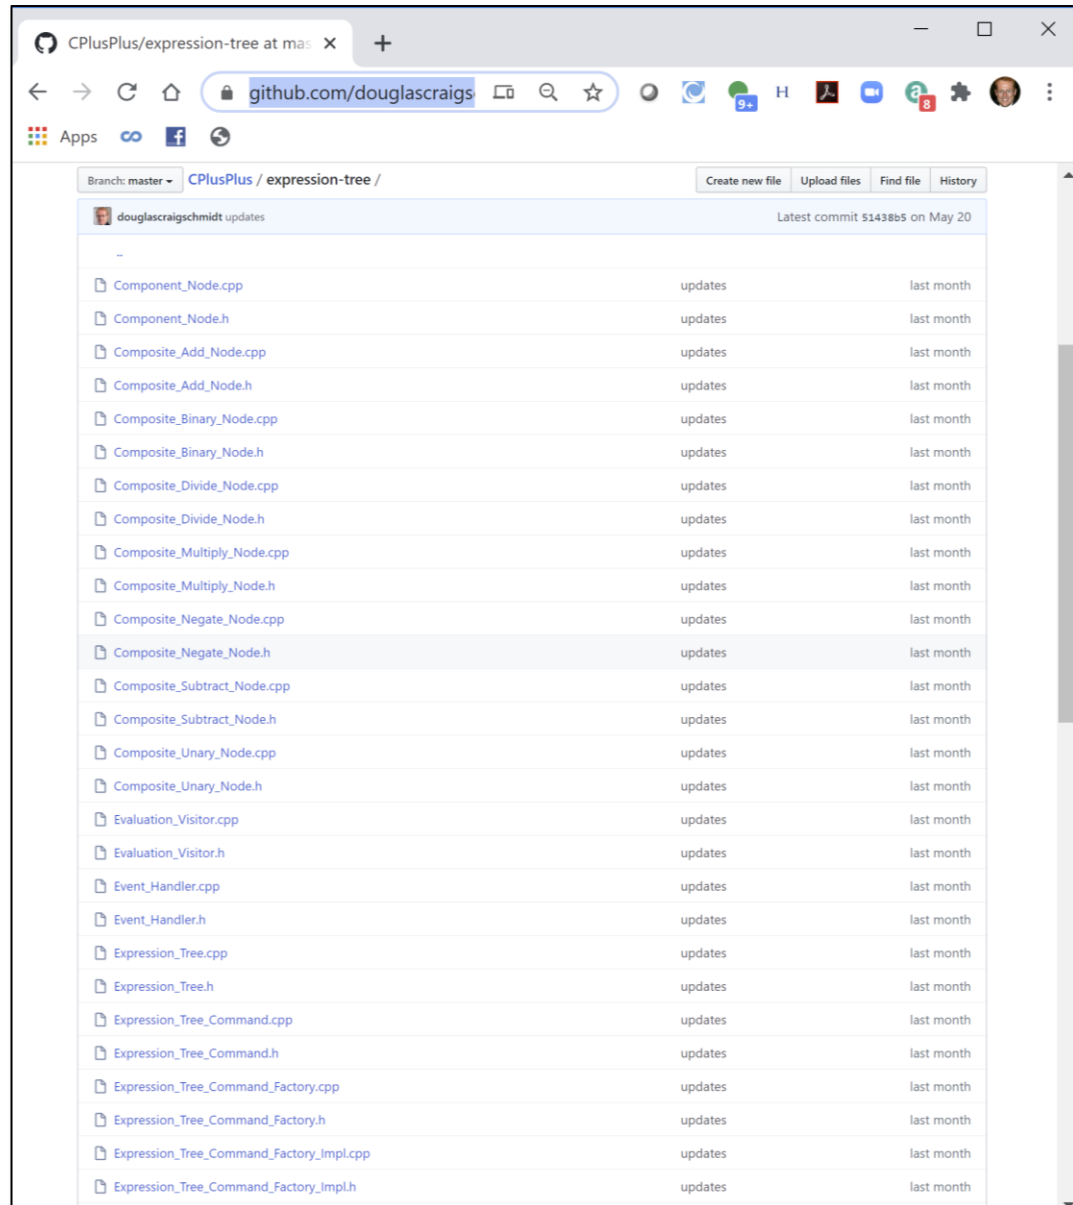 CPlusPlus/expression-tree at mas
github.com/douglascraigs
9+
H
a
8
Apps
f
Branch: master CPlusPlus / expression-tree / Create new file Upload files Find file History
douglascraigschmidt updates Latest commit 51438b5 on May 20
..
Component_Node.cpp updates last month
Component_Node.h updates last month
Composite_Add_Node.cpp updates last month
Composite_Add_Node.h updates last month
Composite_Binary_Node.cpp updates last month
Composite_Binary_Node.h updates last month
Composite_Divide_Node.cpp updates last month
Composite_Divide_Node.h updates last month
Composite_Multiply_Node.cpp updates last month
Composite_Multiply_Node.h updates last month
Composite_Negate_Node.cpp updates last month
Composite_Negate_Node.h updates last month
Composite_Subtract_Node.cpp updates last month
Composite_Subtract_Node.h updates last month
Composite_Unary_Node.cpp updates last month
Composite_Unary_Node.h updates last month
Evaluation_Visitor.cpp updates last month
Evaluation_Visitor.h updates last month
Event_Handler.cpp updates last month
Event_Handler.h updates last month
Expression_Tree.cpp updates last month
Expression_Tree.h updates last month
Expression_Tree_Command.cpp updates last month
Expression_Tree_Command.h updates last month
Expression_Tree_Command_Factory.cpp updates last month
Expression_Tree_Command_Factory.h updates last month
Expression_Tree_Command_Factory_Impl.cpp updates last month
Expression_Tree_Command_Factory_Impl.h updates last month